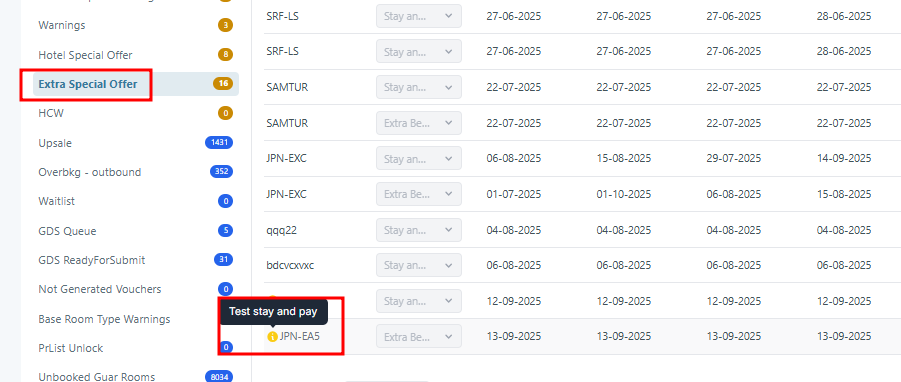 Warnings 3
Hotel Special Offer 8
Extra Special Offer 16
HCW 0
Upsale 1431
Overbkg - outbound 352
Waitlist 0
GDS Queue 5
GDS ReadyForSubmit 31
Not Generated Vouchers 0
Base Room Type Warnings
PrList Unlock 0
Unbooked Guar Rooms 8034
SRF-LS Stay an... 27-06-2025 27-06-2025 27-06-2025 28-06-2025
SRF-LS Stay an... 27-06-2025 27-06-2025 27-06-2025 28-06-2025
SAMTUR Stay an... 22-07-2025 22-07-2025 22-07-2025 22-07-2025
SAMTUR Extra Be... 22-07-2025 22-07-2025 22-07-2025 22-07-2025
JPN-EXC Stay an... 06-08-2025 15-08-2025 29-07-2025 14-09-2025
JPN-EXC Extra Be... 01-07-2025 01-10-2025 06-08-2025 15-08-2025
qqq22 Stay an... 04-08-2025 04-08-2025 04-08-2025 04-08-2025
bdcvcxvxc Stay an... 06-08-2025 06-08-2025 06-08-2025 06-08-2025
Stay an... 12-09-2025 12-09-2025 12-09-2025 12-09-2025
Test stay and pay
JPN-EA5 Extra Be... 13-09-2025 13-09-2025 13-09-2025 13-09-2025